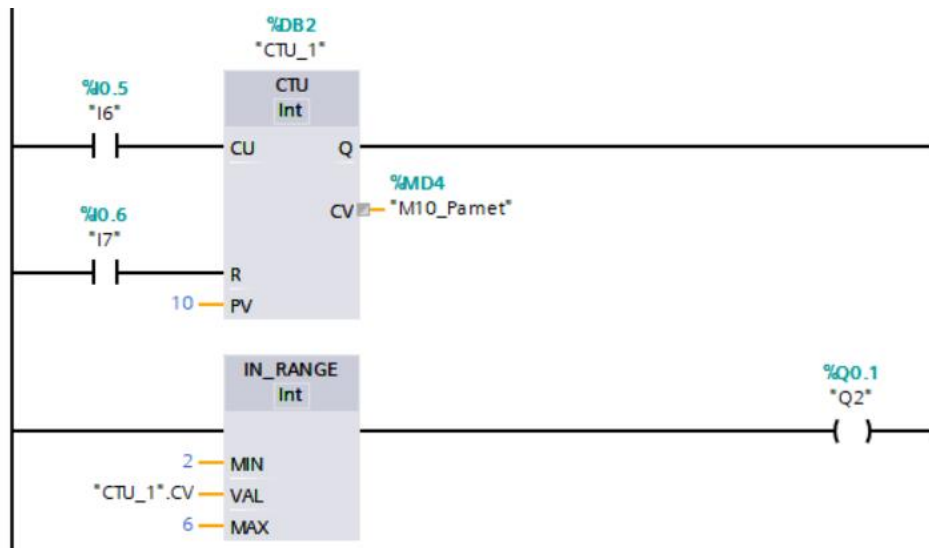 %DB2
"CTU_1"
CTU
Int
%I0.5
"I6"
CU
Q
%MD4
CV
"M10_Pamet"
%I0.6
"I7"
R
10
PV
IN_RANGE
Int
%Q0.1
"Q2"
( )
2
MIN
"CTU_1".CV
VAL
6
MAX